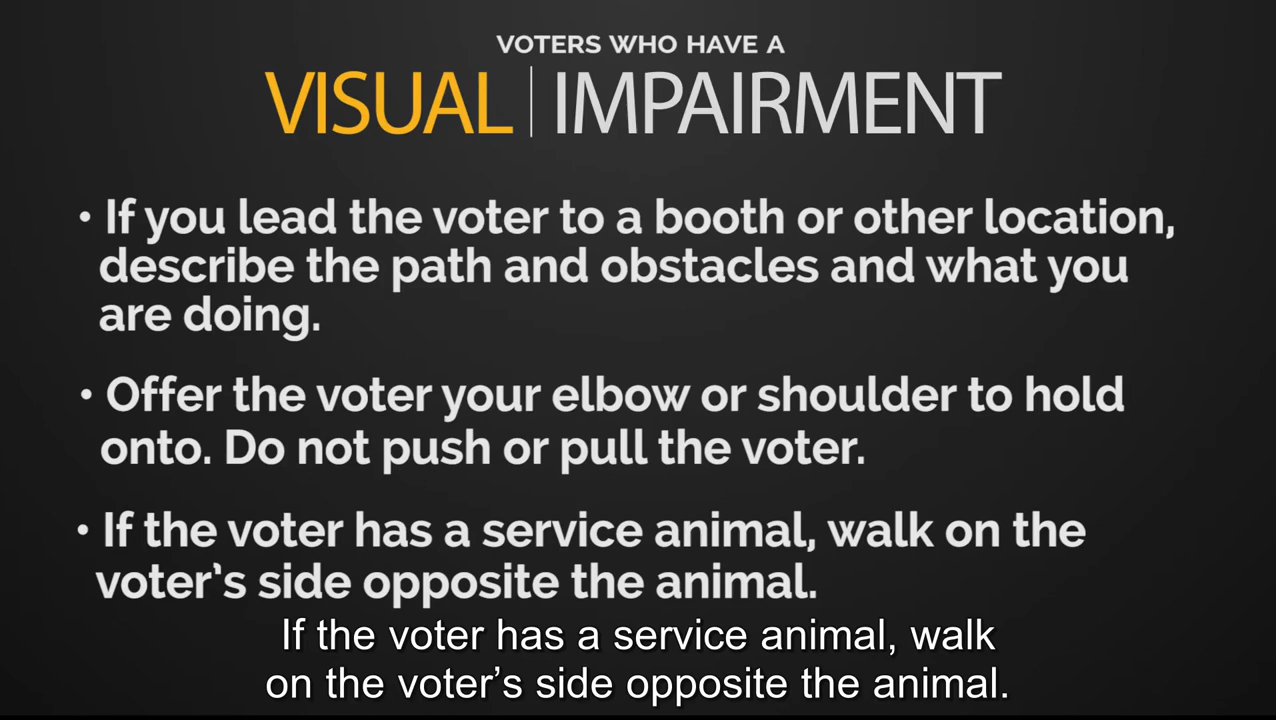 VOTERS WHO HAVE A
VISUAL | IMPAIRMENT
• If you lead the voter to a booth or other location,
describe the path and obstacles and what you
are doing.
• Offer the voter your elbow or shoulder to hold
onto. Do not push or pull the voter.
• If the voter has a service animal, walk on the
voter's side opposite the animal.
If the voter has a service animal, walk
on the voter's side opposite the animal.